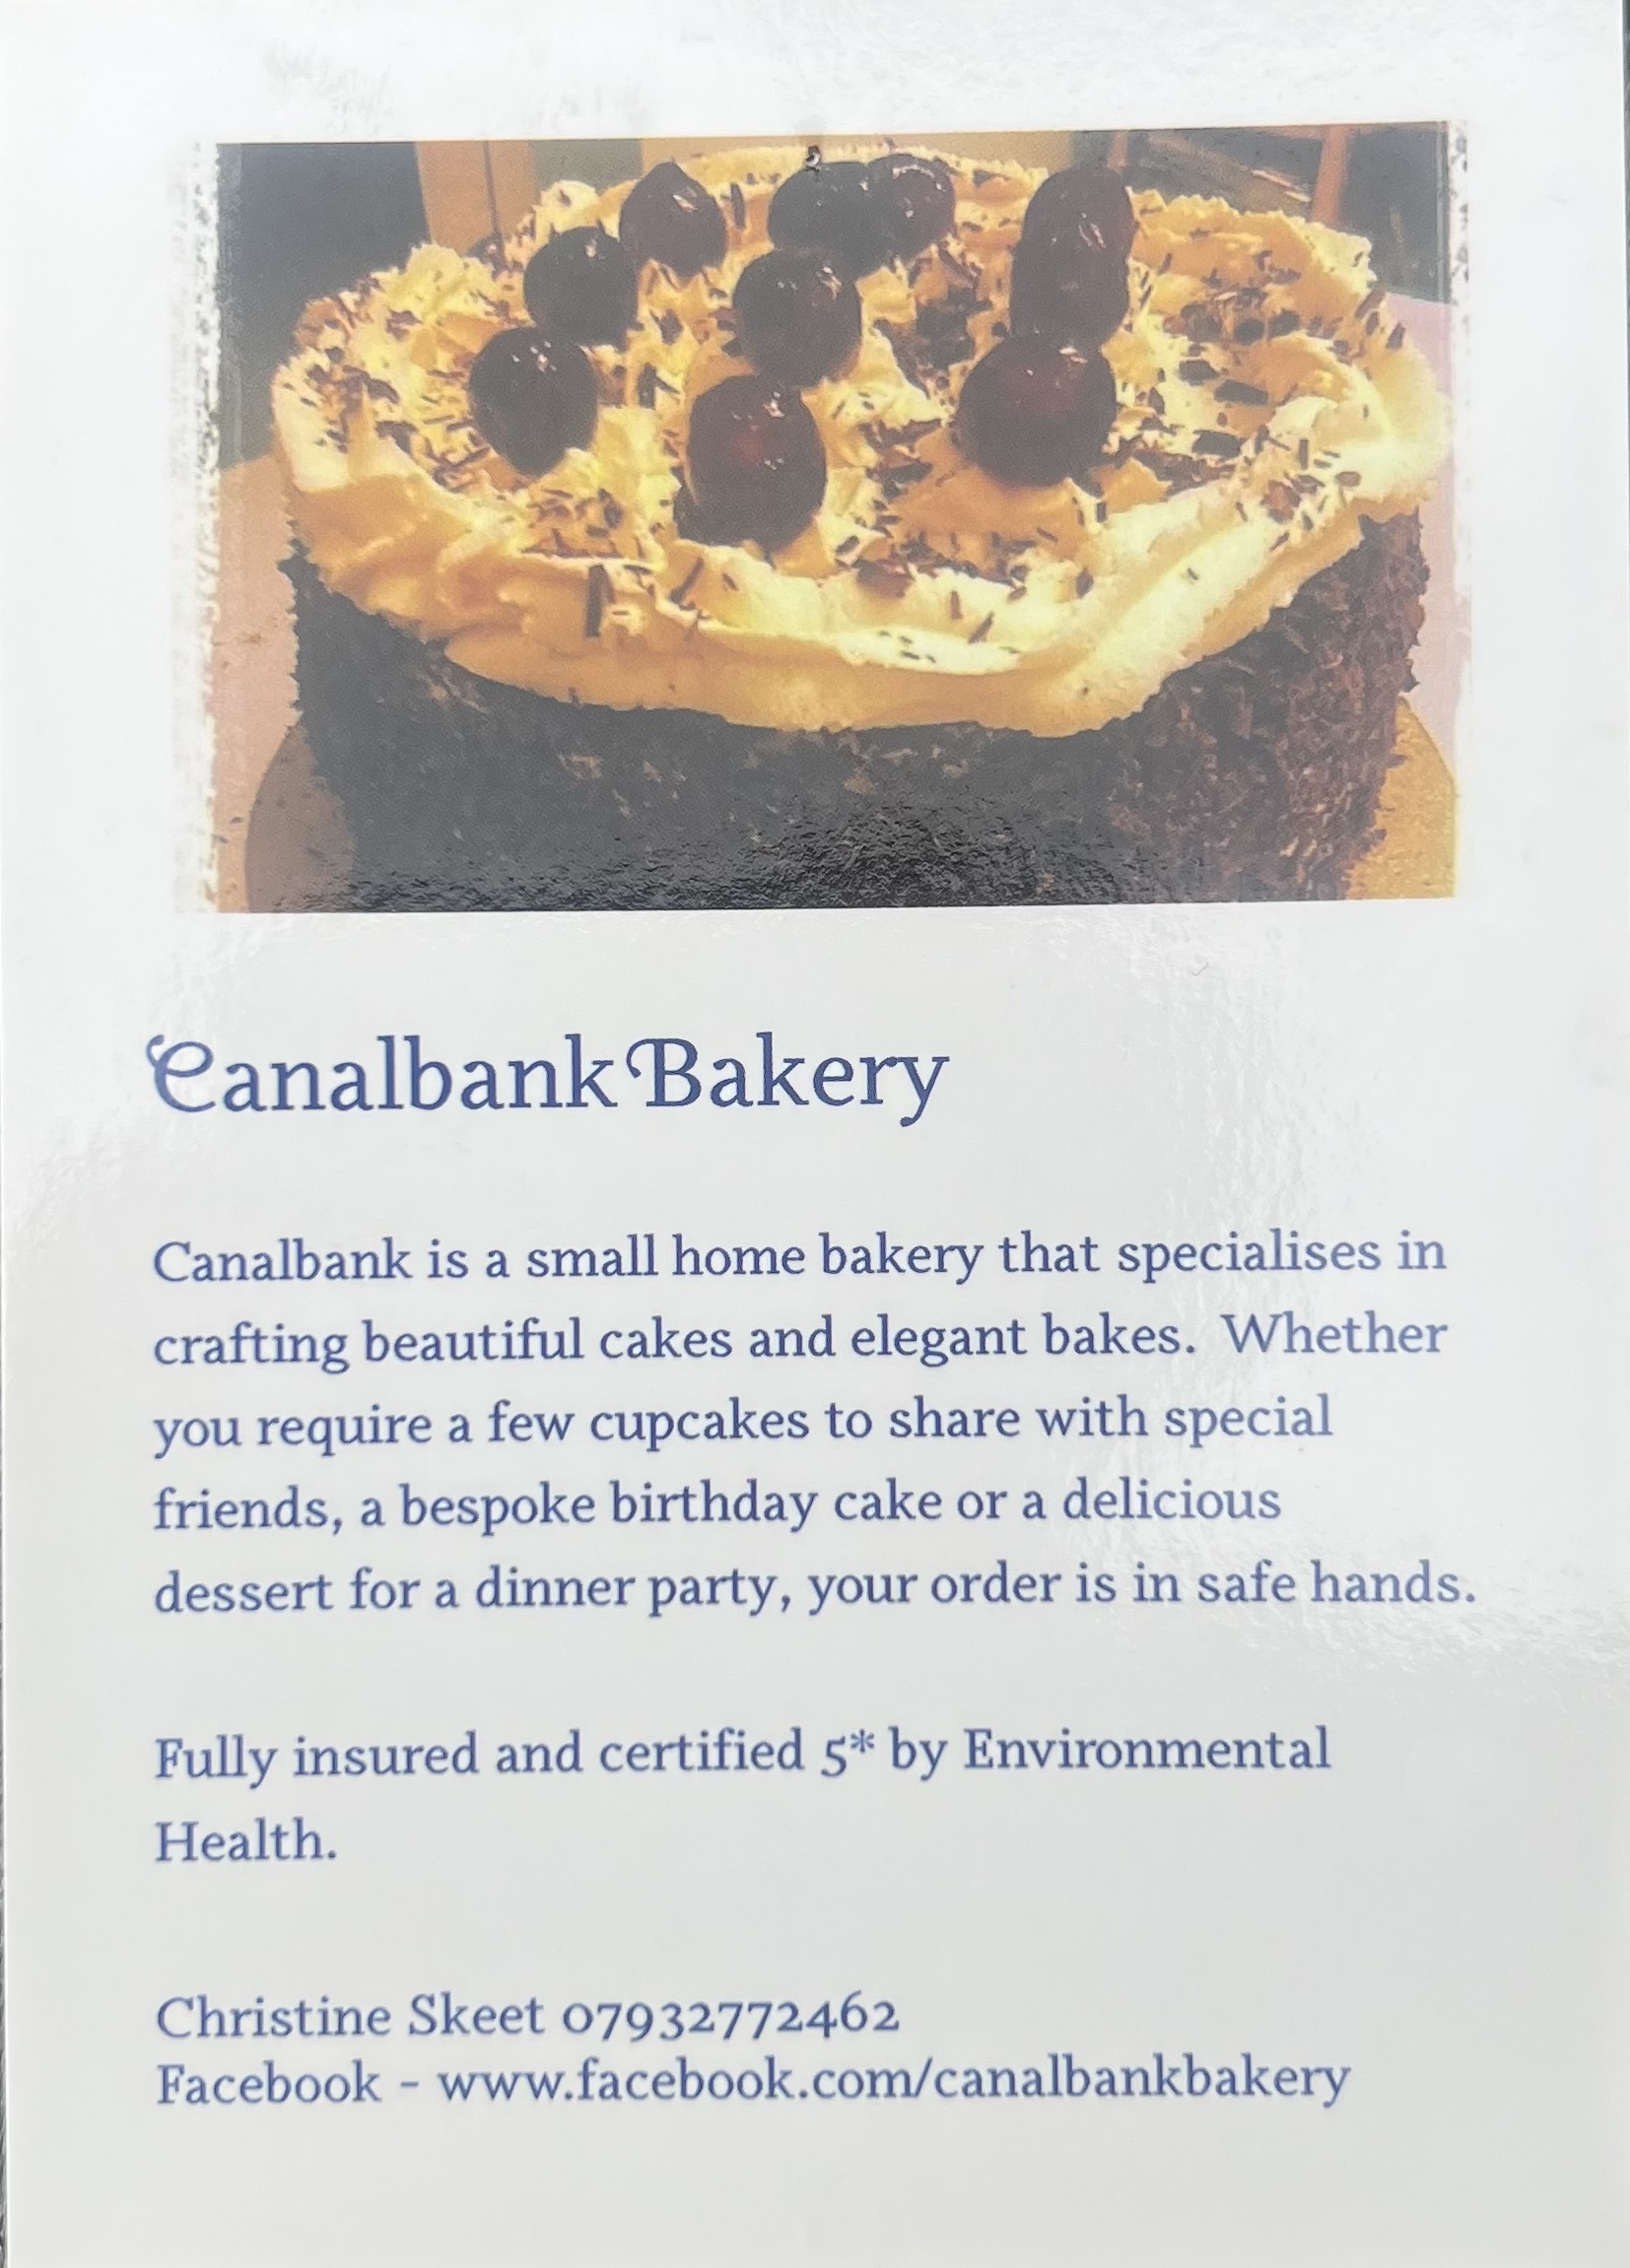 Canalbank Bakery
Canalbank is a small home bakery that specialises in
crafting beautiful cakes and elegant bakes.  Whether
you require a few cupcakes to share with special
friends, a bespoke birthday cake or a delicious
dessert for a dinner party, your order is in safe hands.
Fully insured and certified 5* by Environmental
Health.
Christine Skeet 07932772462
Facebook - www.facebook.com/canalbankbakery